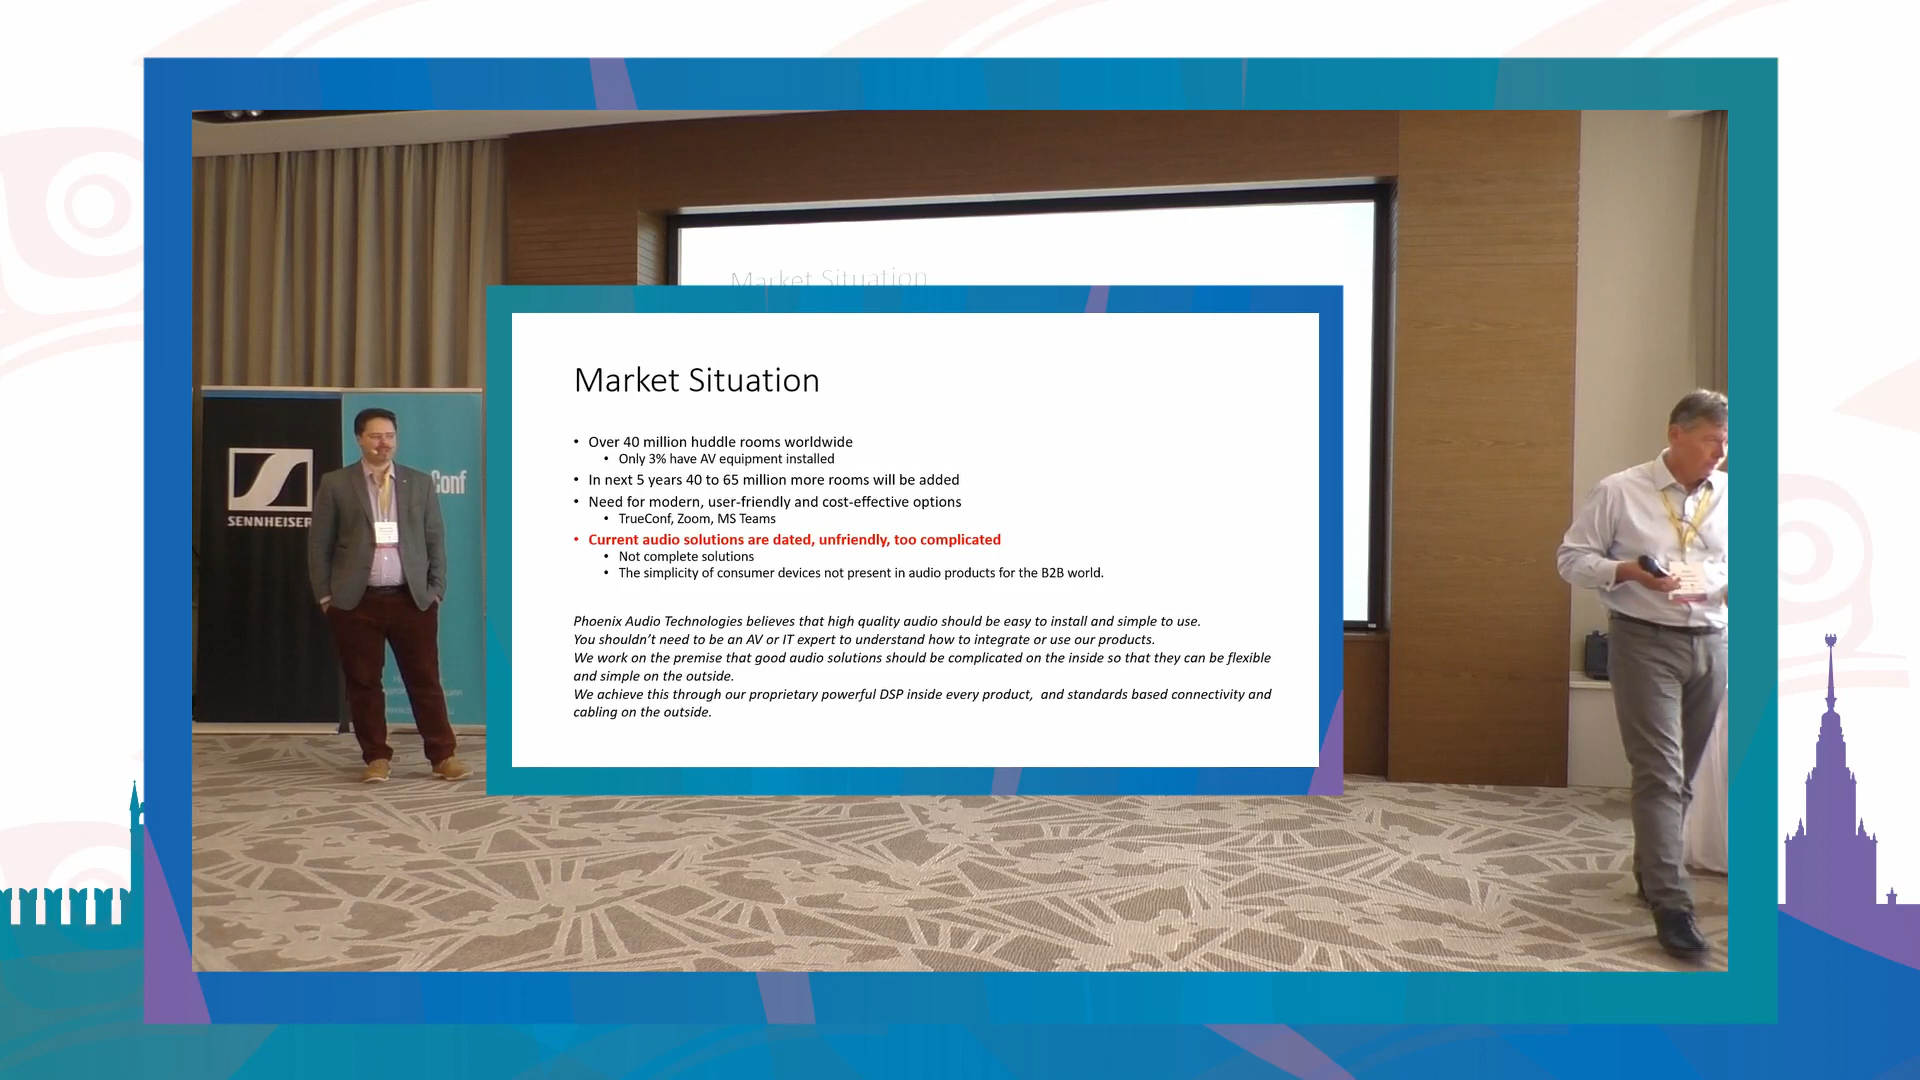 Market Situation
Market Situation
• Over 40 million huddle rooms worldwide
• Only 3% have AV equipment installed
• In next 5 years 40 to 65 million more rooms will be added
• Need for modern, user-friendly and cost-effective options
• TrueConf, Zoom, MS Teams
• Current audio solutions are dated, unfriendly, too complicated
• Not complete solutions
• The simplicity of consumer devices not present in audio products for the B2B world.
Phoenix Audio Technologies believes that high quality audio should be easy to install and simple to use.
You shouldn’t need to be an AV or IT expert to understand how to integrate or use our products.
We work on the premise that good audio solutions should be complicated on the inside so that they can be flexible
and simple on the outside.
We achieve this through our proprietary powerful DSP inside every product, and standards based connectivity and
cabling on the outside.
SENNHEISER
Conf